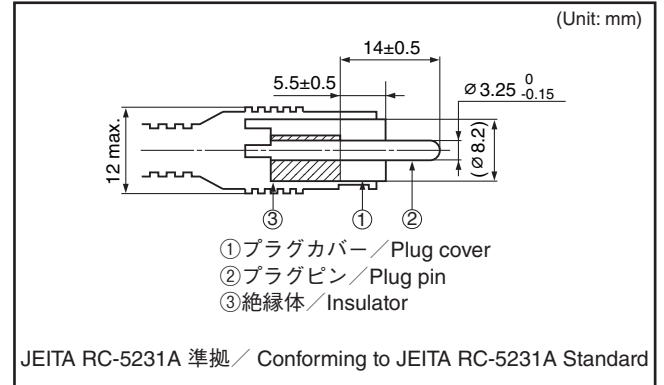 (Unit: mm)
14±0.5
5.5±0.5
⌀3.25 0 -0.15
12 max.
(⌀8.2)
③ ① ②
①プラグカバー／Plug cover
②プラグピン／Plug pin
③絶縁体／Insulator
JEITA RC-5231A 準拠／ Conforming to JEITA RC-5231A Standard